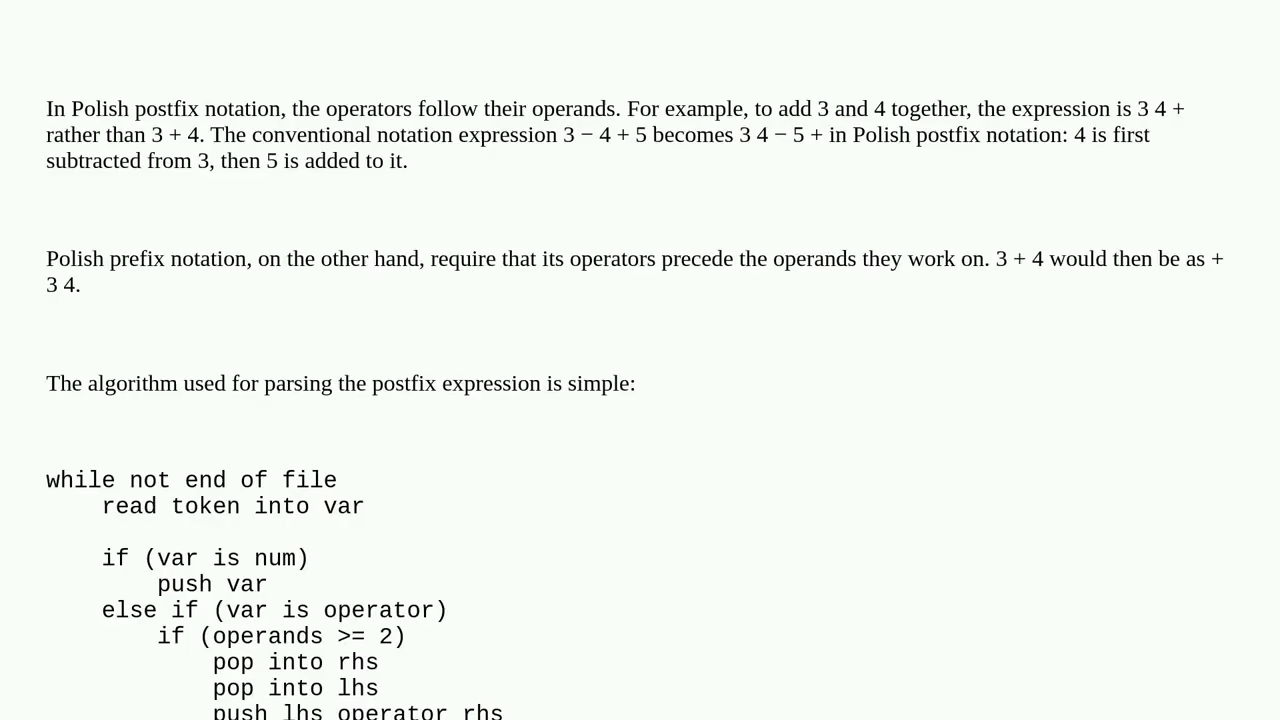 In Polish postfix notation, the operators follow their operands. For example, to add 3 and 4 together, the expression is 3 4 +
rather than 3 + 4. The conventional notation expression 3 − 4 + 5 becomes 3 4 − 5 + in Polish postfix notation: 4 is first
subtracted from 3, then 5 is added to it.
Polish prefix notation, on the other hand, require that its operators precede the operands they work on. 3 + 4 would then be as +
3 4.
The algorithm used for parsing the postfix expression is simple:
while not end of file
    read token into var
    if (var is num)
        push var
    else if (var is operator)
        if (operands >= 2)
            pop into rhs
            pop into lhs
            push lhs operator rhs